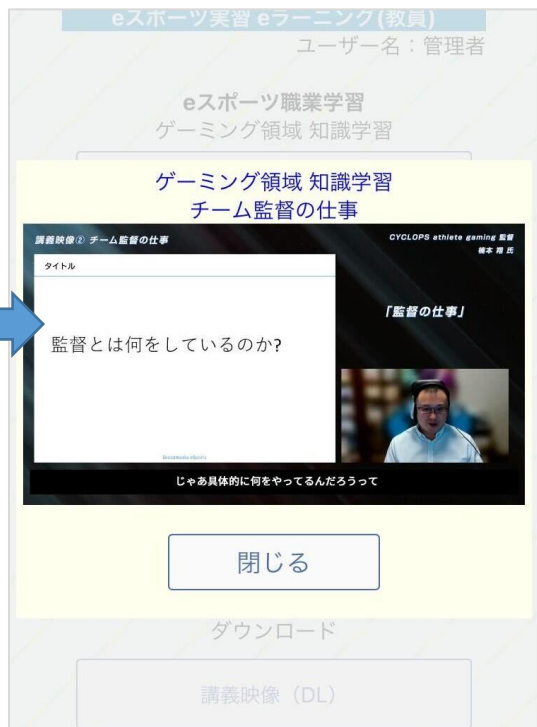 eスポーツ実習 eラーニング(教員)
ユーザー名：管理者
eスポーツ職業学習
ゲーミング領域 知識学習
ゲーミング領域 知識学習
チーム監督の仕事
講義映像② チーム監督の仕事
CYCLOPS athlete gaming 監督
橋本 翔 氏
タイトル
「監督の仕事」
監督とは何をしているのか?
じゃあ具体的に何をやってるんだろうって
閉じる
ダウンロード
講義映像（DL）